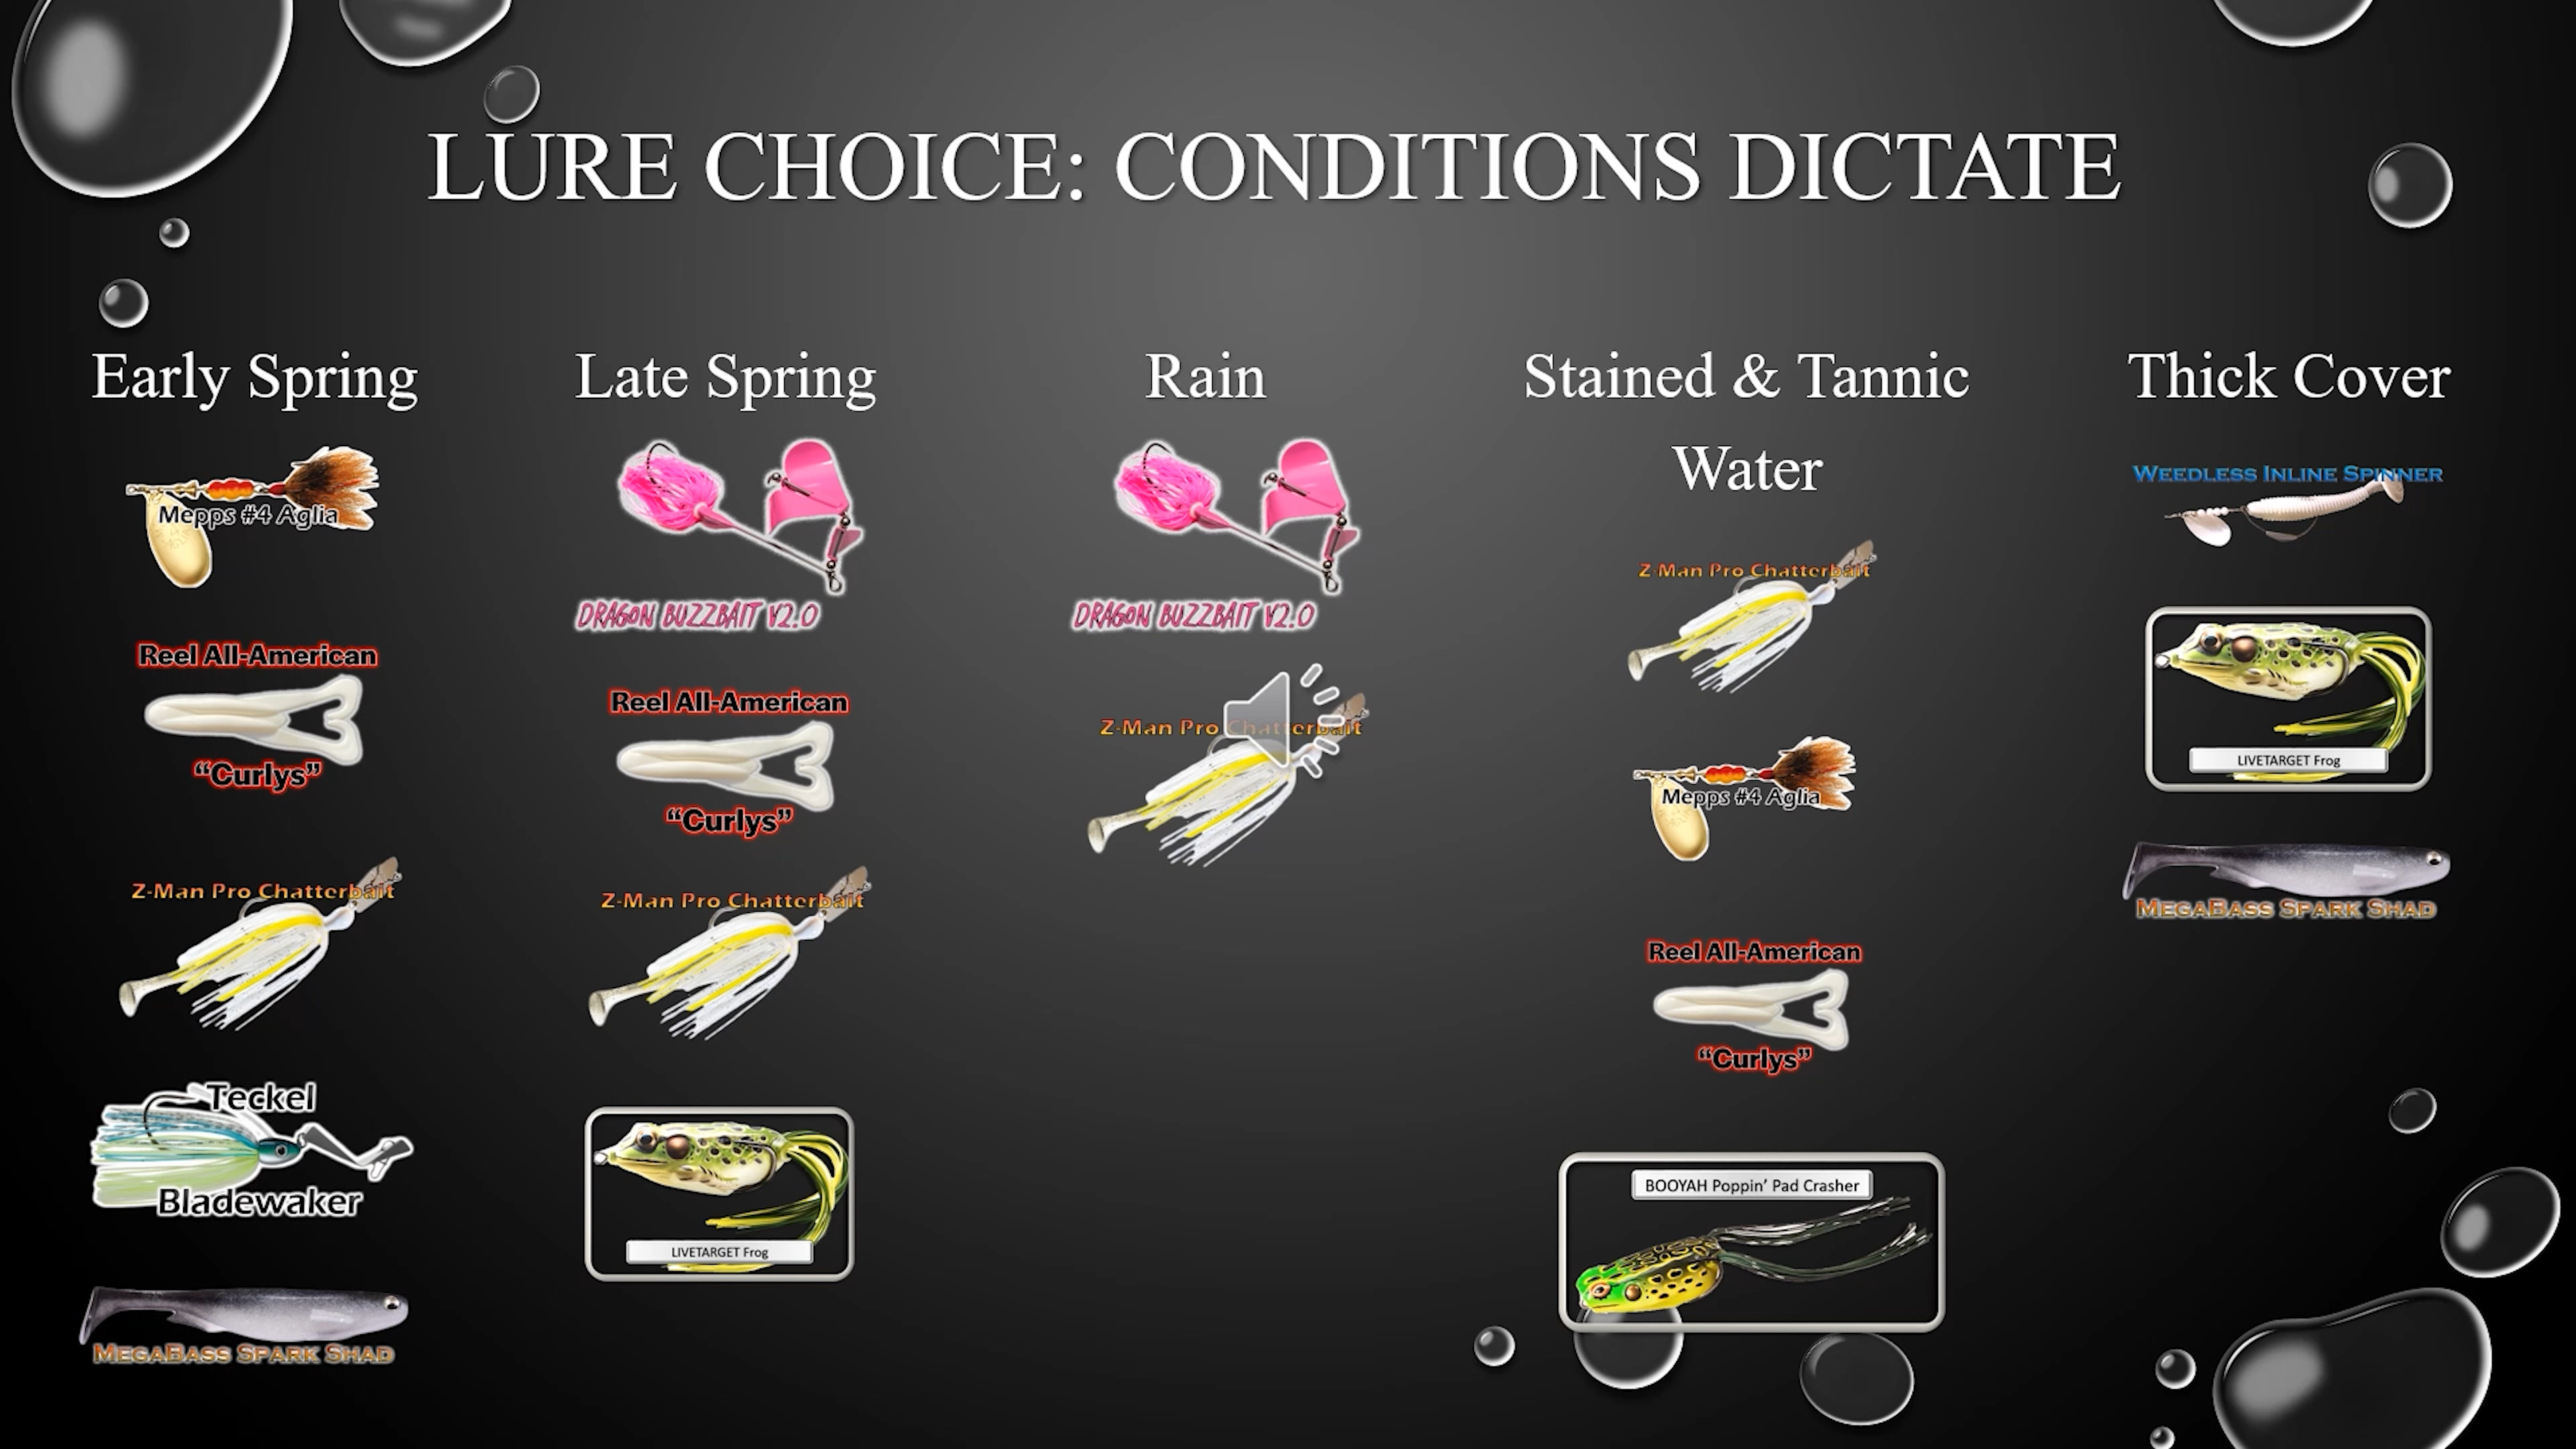 LURE CHOICE: CONDITIONS DICTATE
Early Spring
Mepps #4 Aglia
Reel All-American
“Curlys”
Z-Man Pro Chatterbait
Teckel
Bladewaker
MegaBass Spark Shad
Late Spring
DRAGON BUZZBAIT V2.0
Reel All-American
“Curlys”
Z-Man Pro Chatterbait
LIVETARGET Frog
Rain
DRAGON BUZZBAIT V2.0
Z-Man Pro Chatterbait
Stained & Tannic
Water
Z-Man Pro Chatterbait
Mepps #4 Aglia
Reel All-American
“Curlys”
BOOYAH Poppin’ Pad Crasher
Thick Cover
Weedless Inline Spinner
LIVETARGET Frog
MegaBass Spark Shad